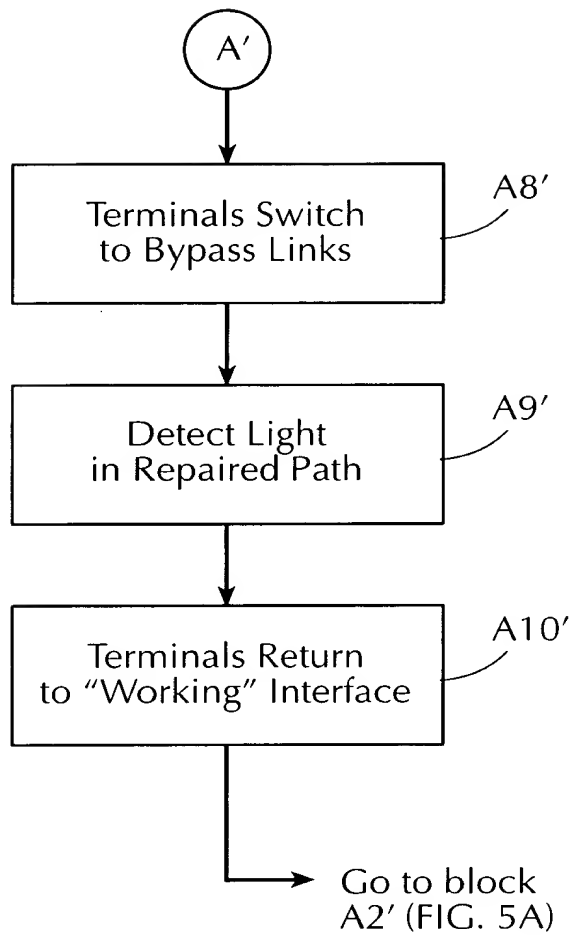 A′
Terminals Switch
to Bypass Links
A8′
Detect Light
in Repaired Path
A9′
Terminals Return
to “Working” Interface
A10′
Go to block
A2′ (FIG. 5A)